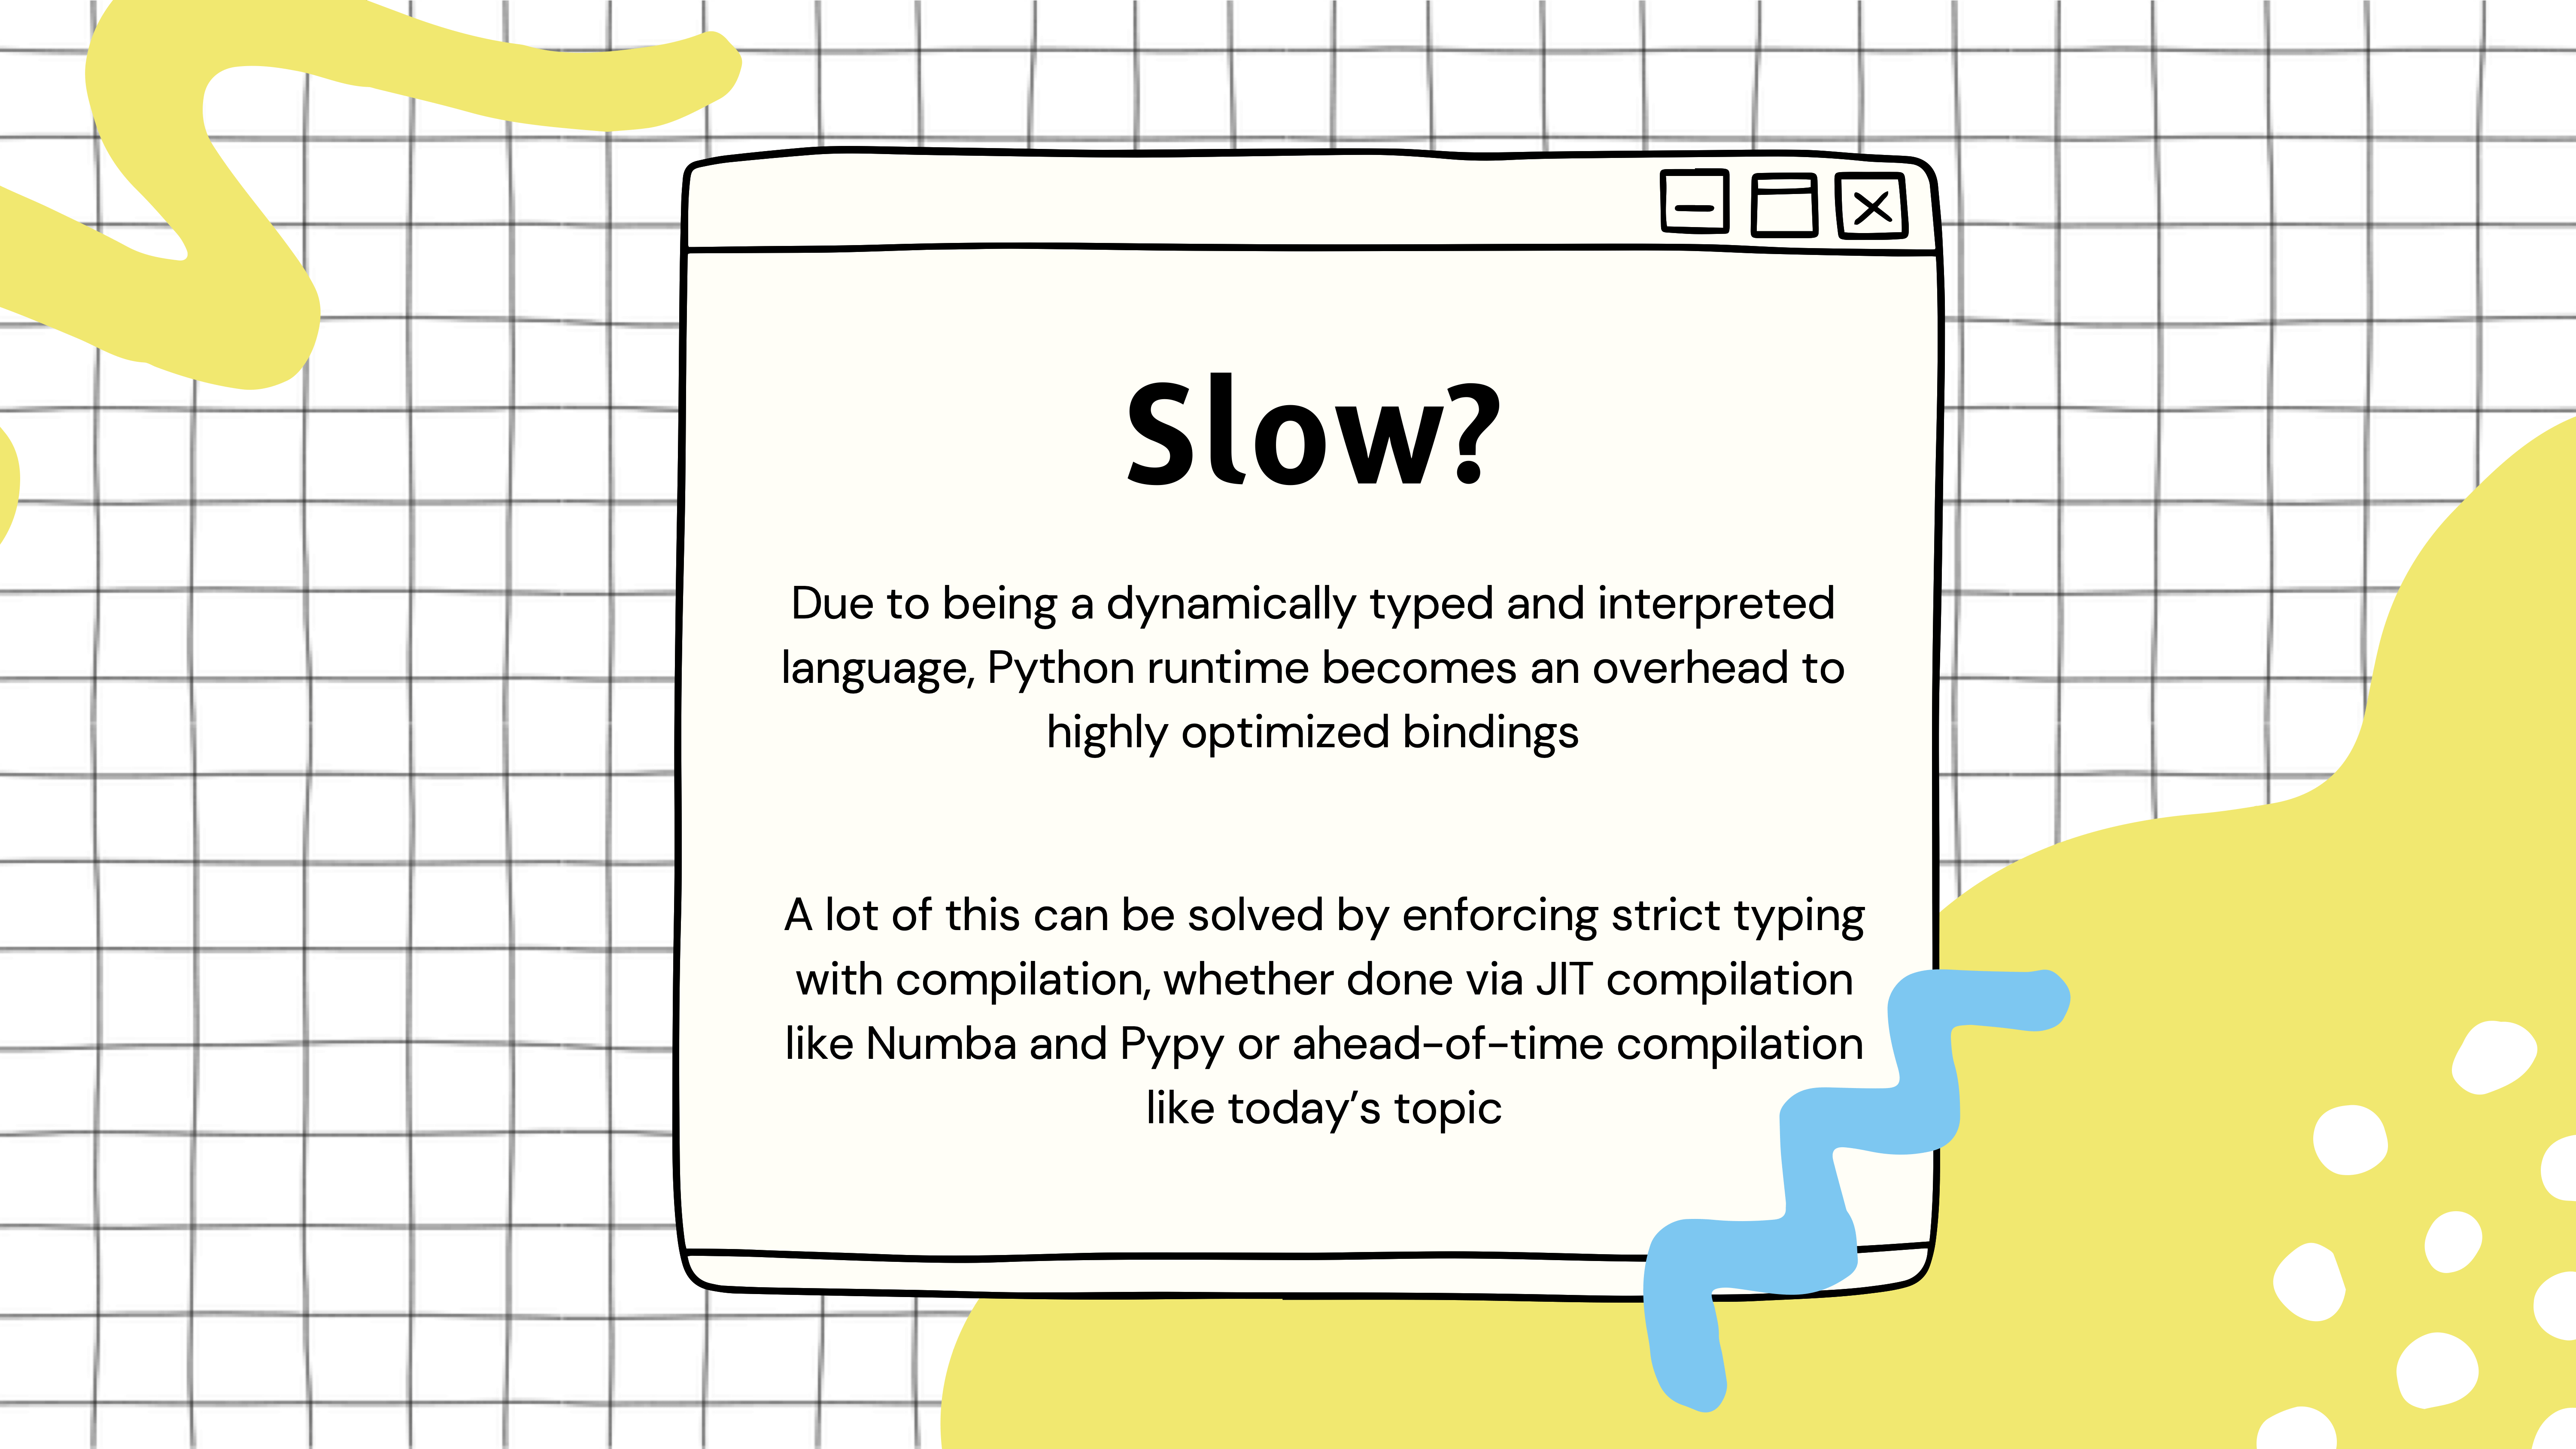 Slow?
Due to being a dynamically typed and interpreted
language, Python runtime becomes an overhead to
highly optimized bindings
A lot of this can be solved by enforcing strict typing
with compilation, whether done via JIT compilation
like Numba and Pypy or ahead-of-time compilation
like today’s topic